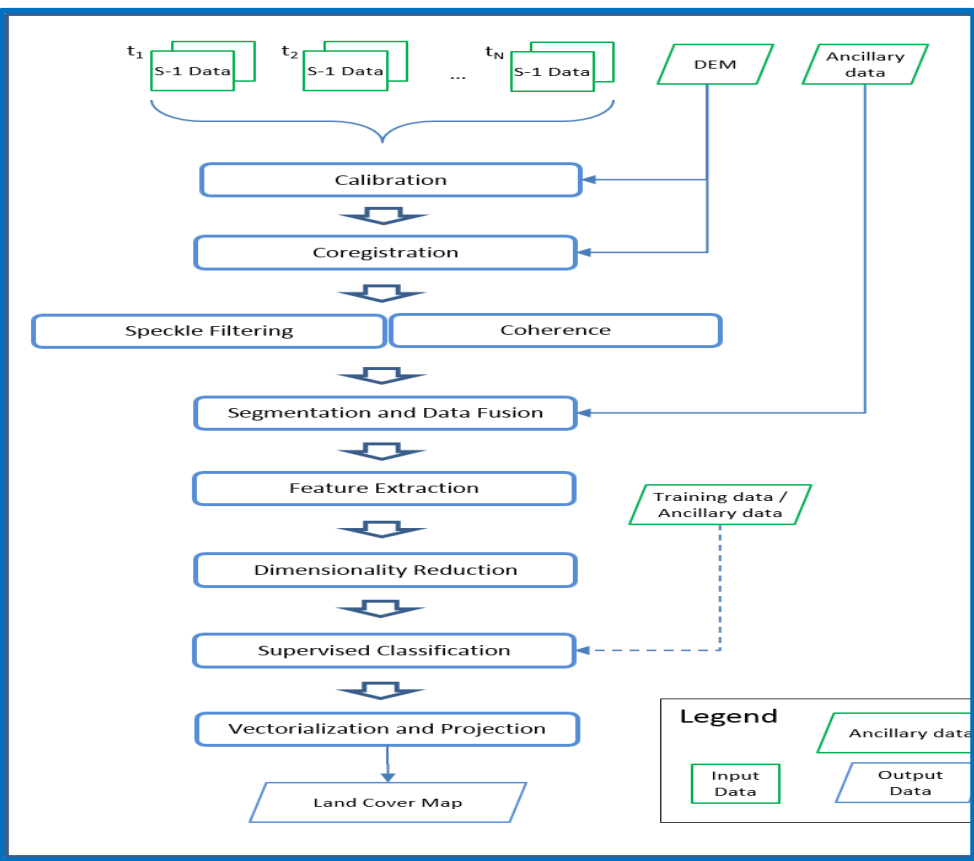 t1 S-1 Data t2 S-1 Data ... tN S-1 Data DEM Ancillary
data
Calibration
Coregistration
Speckle Filtering Coherence
Segmentation and Data Fusion
Feature Extraction
Training data /
Ancillary data
Dimensionality Reduction
Supervised Classification
Vectorialization and Projection
Land Cover Map
Legend
Ancillary data
Input
Data
Output
Data